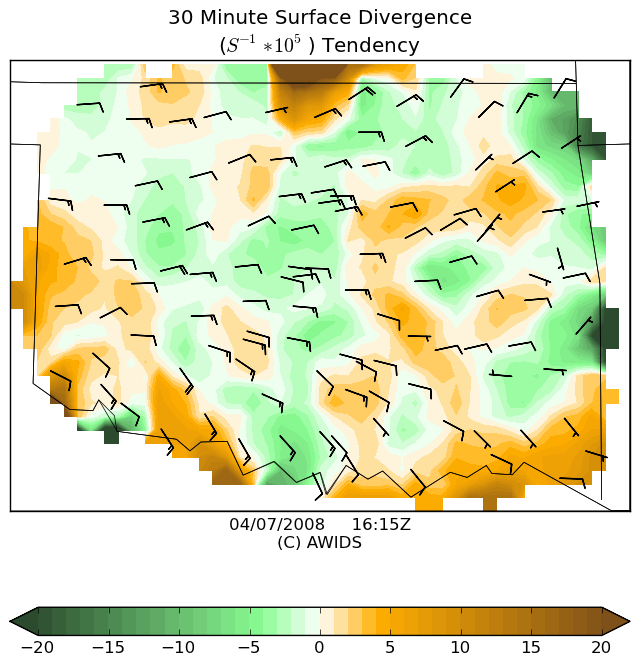 30 Minute Surface Divergence
(S⁻¹ ∗10⁵ ) Tendency
04/07/2008 16:15Z
(C) AWIDS
−20 −15 −10 −5 0 5 10 15 20